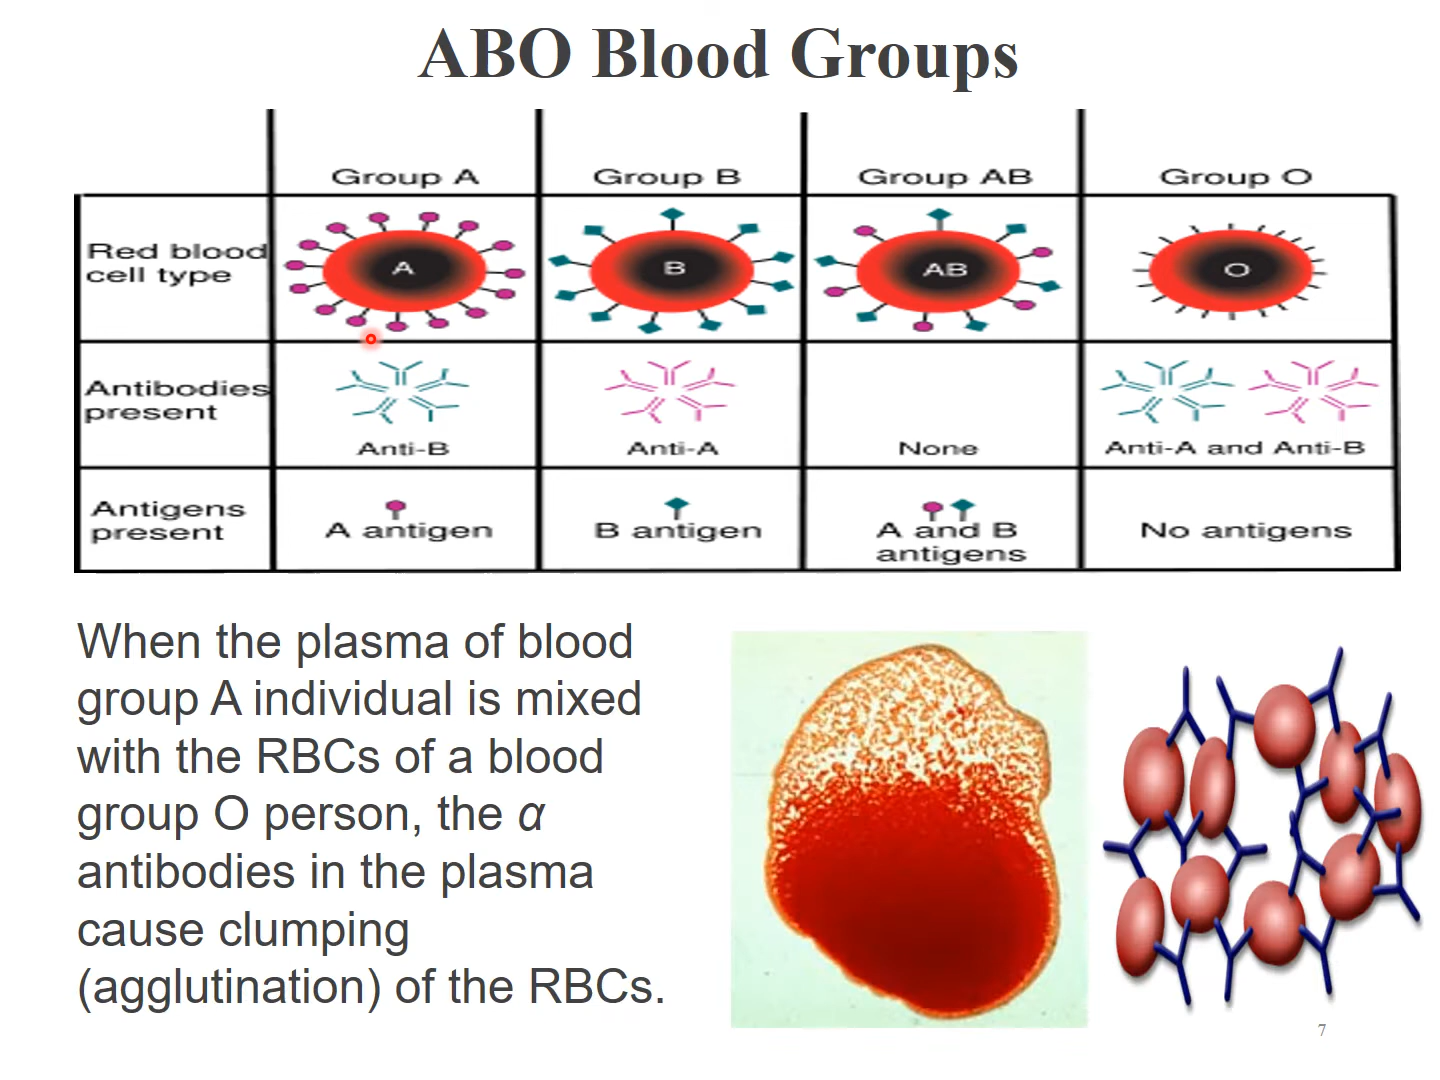 ABO Blood Groups
Group A Group B Group AB Group O
Red blood
cell type
A B AB O
Antibodies
present
Anti-B Anti-A None Anti-A and Anti-B
Antigens
present
A antigen B antigen A and B
antigens No antigens
When the plasma of blood
group A individual is mixed
with the RBCs of a blood
group O person, the α
antibodies in the plasma
cause clumping
(agglutination) of the RBCs.
7